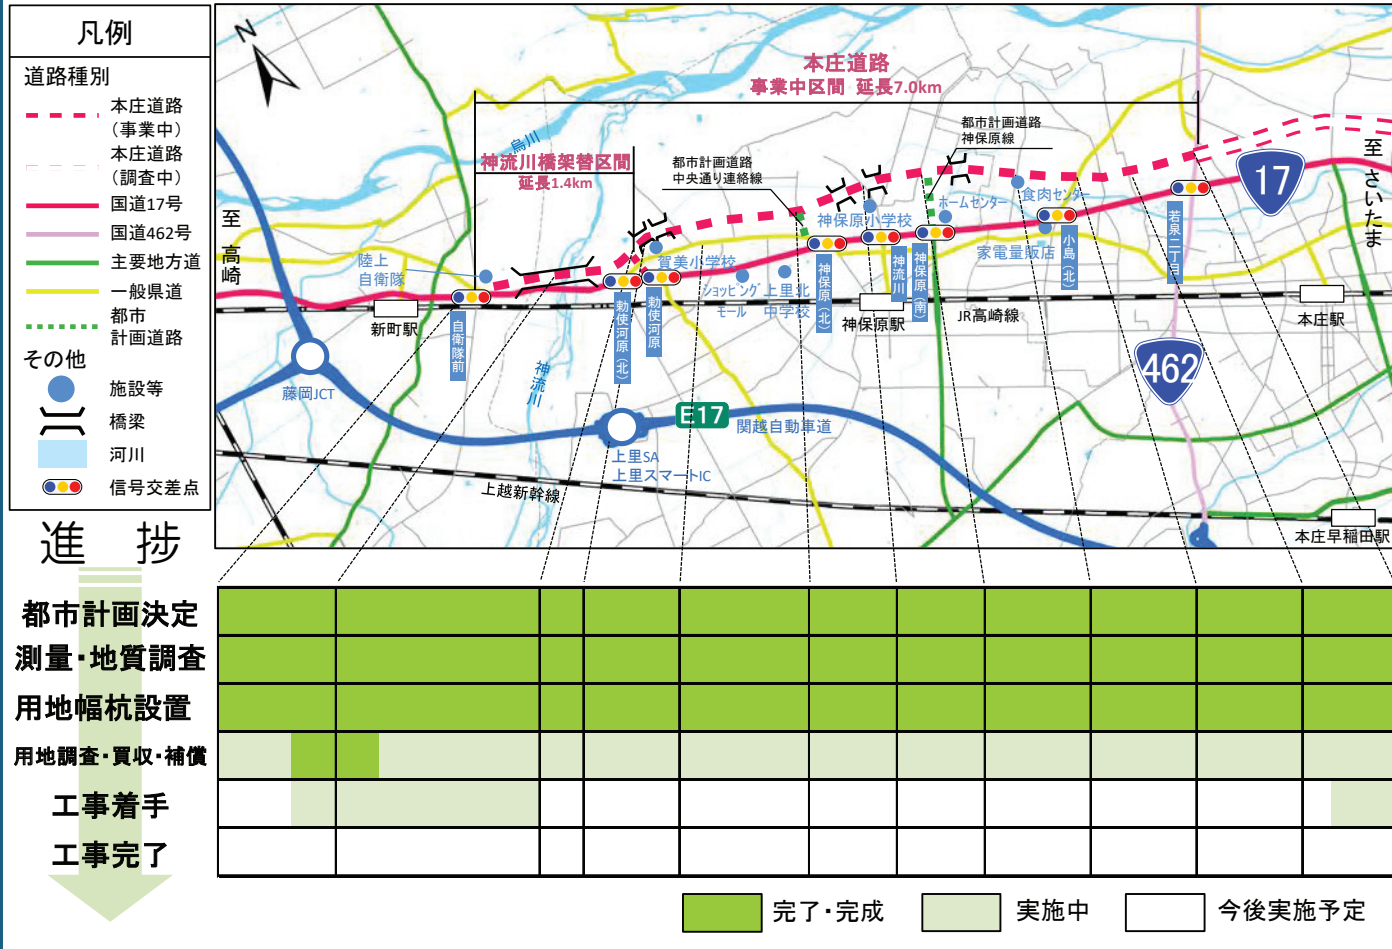 凡例
道路種別
本庄道路
（事業中）
本庄道路
（調査中）
国道17号
国道462号
主要地方道
一般県道
都市
計画道路
その他
施設等
橋梁
河川
信号交差点
N
本庄道路
事業中区間 延長7.0km
烏川
神流川橋架替区間
延長1.4km
都市計画道路
中央通り連絡線
都市計画道路
神保原線
至 高崎
至 さいたま
17
462
陸上
自衛隊
賀美小学校
ショッピング
モール
上里北
中学校
神保原小学校
ホームセンター
食肉センター
家電量販店
自衛隊前
勅使河原（北）
勅使河原
神保原（北）
神流川
神保原（南）
小島（北）
若泉二丁目
新町駅
神保原駅
JR高崎線
本庄駅
藤岡JCT
神流川
E17
関越自動車道
上里SA
上里スマートIC
上越新幹線
本庄早稲田駅
進 捗
都市計画決定
測量・地質調査
用地幅杭設置
用地調査・買収・補償
工事着手
工事完了
完了・完成
実施中
今後実施予定